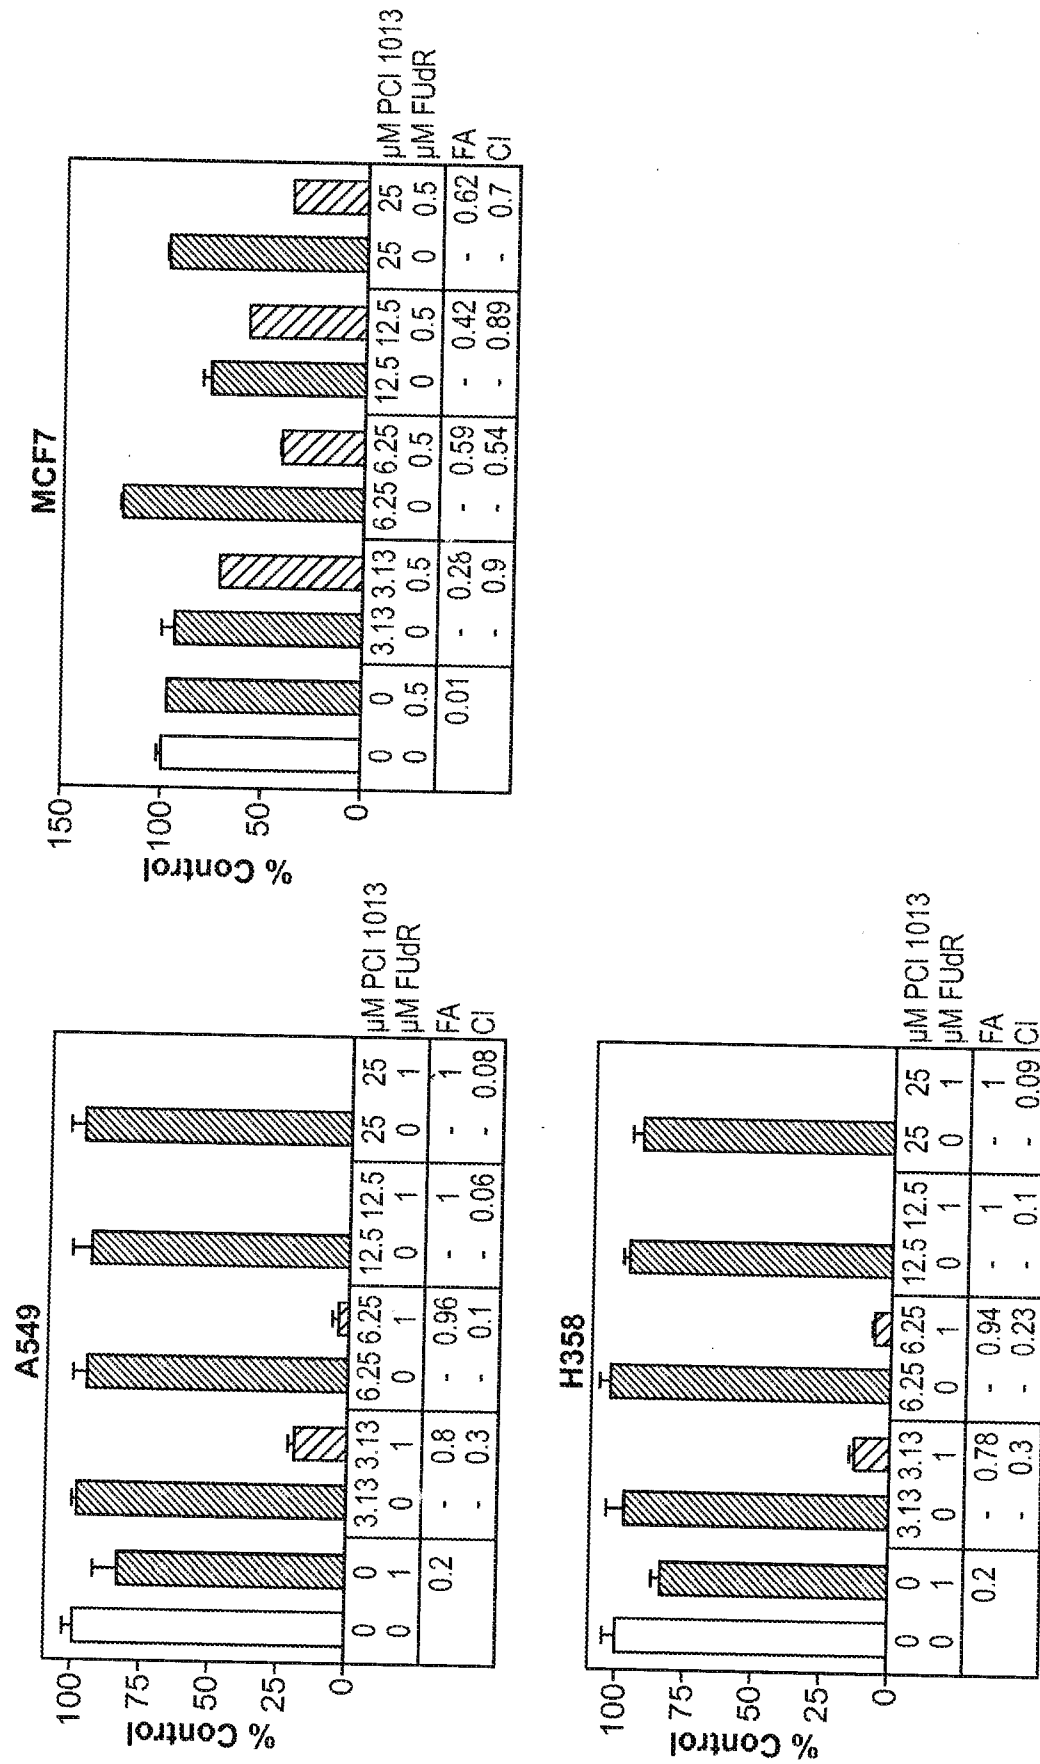 A549
% Control
100
75
50
25
0
0 0 3.13 3.13 6.25 6.25 12.5 12.5 25 25 µM PCI 1013
0 1 0 1 0 1 0 1 0 1 µM FUdR
0.2 - 0.8 - 0.96 - 1 - 1 FA
- 0.3 - 0.1 - 0.06 - 0.08 CI
MCF7
% Control
150
100
50
0
0 0 3.13 3.13 6.25 6.25 12.5 12.5 25 25 µM PCI 1013
0 0.5 0 0.5 0 0.5 0 0.5 0 0.5 µM FUdR
0.01 - 0.28 - 0.59 - 0.42 - 0.62 FA
- 0.9 - 0.54 - 0.89 - 0.7 CI
H358
% Control
100
75
50
25
0
0 0 3.13 3.13 6.25 6.25 12.5 12.5 25 25 µM PCI 1013
0 1 0 1 0 1 0 1 0 1 µM FUdR
0.2 - 0.78 - 0.94 - 1 - 1 FA
- 0.3 - 0.23 - 0.1 - 0.09 CI